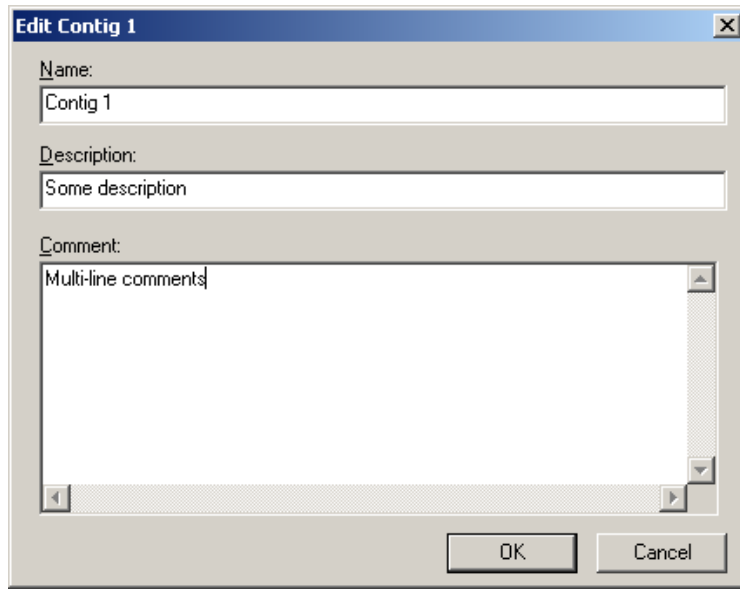 Edit Contig 1
Name:
Contig 1
Description:
Some description
Comment:
Multi-line comments
OK
Cancel